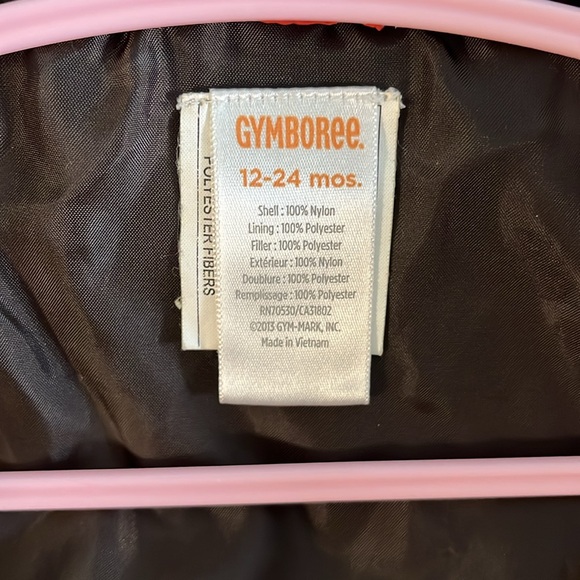 GYMBOREE.
12-24 mos.
Shell : 100% Nylon
Lining : 100% Polyester
Filler : 100% Polyester
Extérieur : 100% Nylon
Doublure : 100% Polyester
Remplissage : 100% Polyester
RN70530/CA31802
©2013 GYM-MARK, INC.
Made in Vietnam
POLYESTER FIBERS